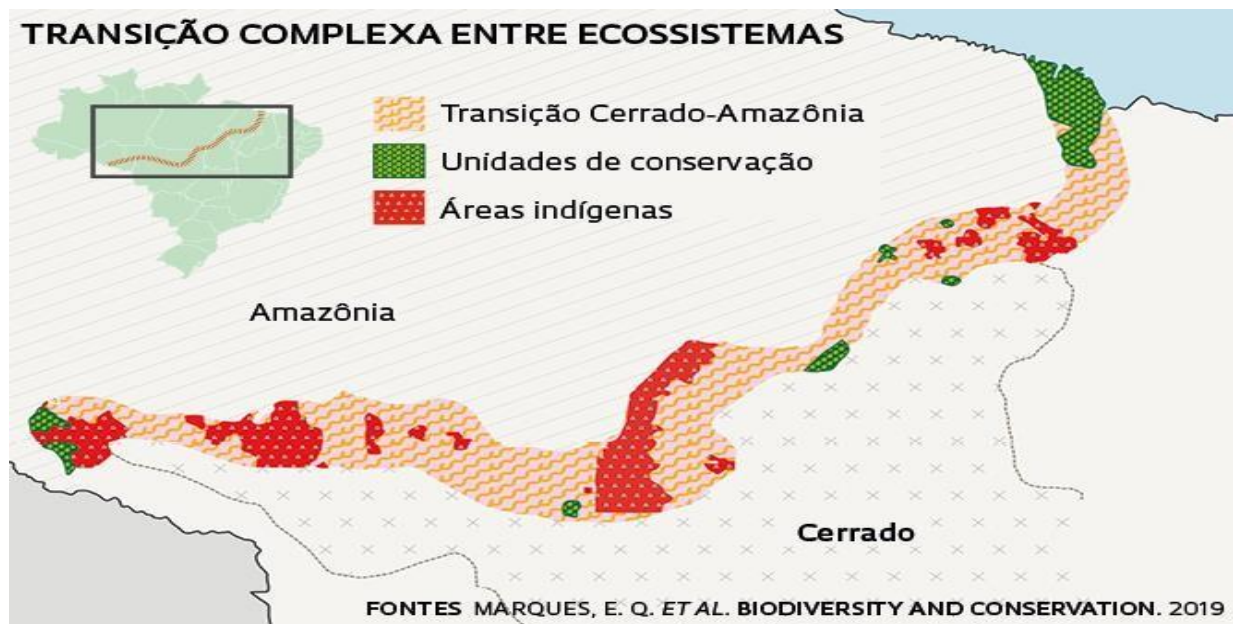 TRANSIÇÃO COMPLEXA ENTRE ECOSSISTEMAS
Transição Cerrado-Amazônia
Unidades de conservação
Áreas indígenas
Amazônia
Cerrado
FONTES MARQUES, E. Q. ET AL. BIODIVERSITY AND CONSERVATION. 2019